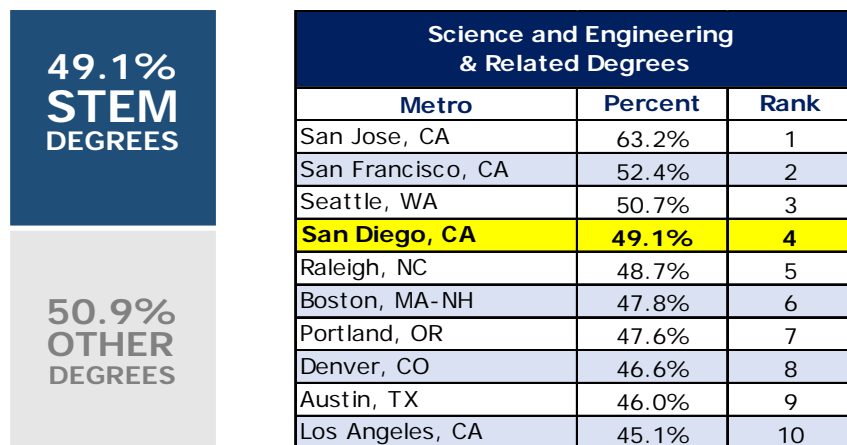 49.1%
STEM
DEGREES
50.9%
OTHER
DEGREES
Science and Engineering
& Related Degrees
Metro Percent Rank
San Jose, CA 63.2% 1
San Francisco, CA 52.4% 2
Seattle, WA 50.7% 3
San Diego, CA 49.1% 4
Raleigh, NC 48.7% 5
Boston, MA-NH 47.8% 6
Portland, OR 47.6% 7
Denver, CO 46.6% 8
Austin, TX 46.0% 9
Los Angeles, CA 45.1% 10